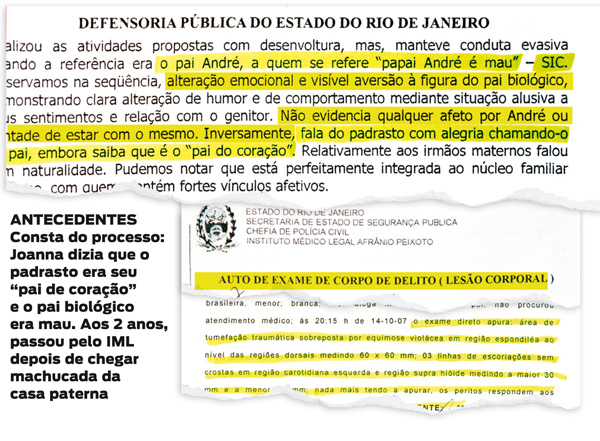 DEFENSORIA PÚBLICA DO ESTADO DO RIO DE JANEIRO
alizou as atividades propostas com desenvoltura, mas, manteve conduta evasiva
ando a referência era o pai André, a quem se refere “papai André é mau” – SIC.
servamos na seqüência, alteração emocional e visível aversão à figura do pai biológico,
monstrando clara alteração de humor e de comportamento mediante situação alusiva a
us sentimentos e relação com o genitor. Não evidencia qualquer afeto por André ou
ntade de estar com o mesmo. Inversamente, fala do padrasto com alegria chamando-o
pai, embora saiba que é o “pai do coração”. Relativamente aos irmãos maternos falou
m naturalidade. Pudemos notar que está perfeitamente integrada ao núcleo familiar
com quem mantém fortes vínculos afetivos.
ANTECEDENTES
Consta do processo:
Joanna dizia que o
padrasto era seu
“pai de coração”
e o pai biológico
era mau. Aos 2 anos,
passou pelo IML
depois de chegar
machucada da
casa paterna
ESTADO DO RIO DE JANEIRO
SECRETARIA DE ESTADO DE SEGURANÇA PUBLICA
CHEFIA DE POLÍCIA CIVIL
INSTITUTO MÉDICO LEGAL AFRÂNIO PEIXOTO
AUTO DE EXAME DE CORPO DE DELITO ( LESÃO CORPORAL )
brasileira, menor, branca; pai, não procurou
atendimento médico; às 20:15 h de 14-10-07 o exame direto apura: área de
tumefação traumática sobreposta por equimose violácea em região espondiléa ao
nível das regiões dorsais medindo 60 x 60 mm; 03 linhas de escoriações sem
crostas em região carotidiana esquerda e região supra hióide medindo a maior 30
mm e a menor mm; nada mais tendo a apurar, os peritos respondem aos